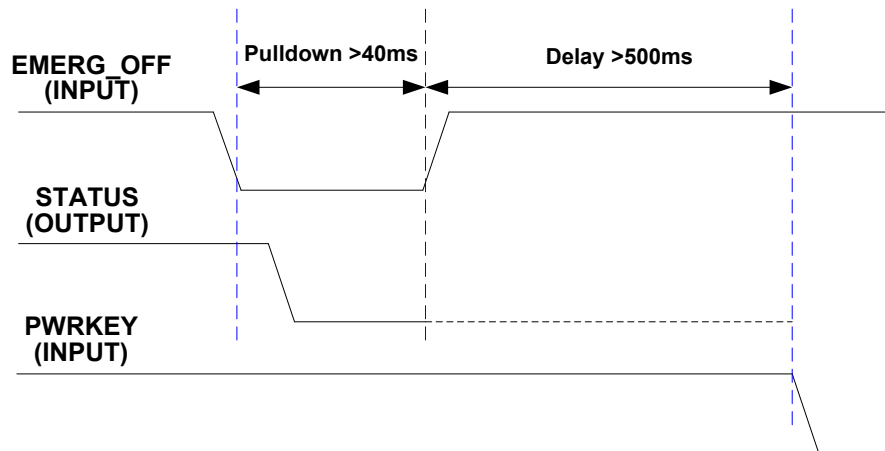 Pulldown >40ms
Delay >500ms
EMERG_OFF
(INPUT)
STATUS
(OUTPUT)
PWRKEY
(INPUT)